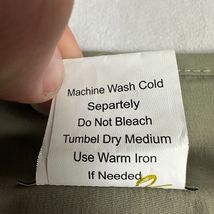 Machine Wash Cold
Separtely
Do Not Bleach
Tumbel Dry Medium
Use Warm Iron
If Needed